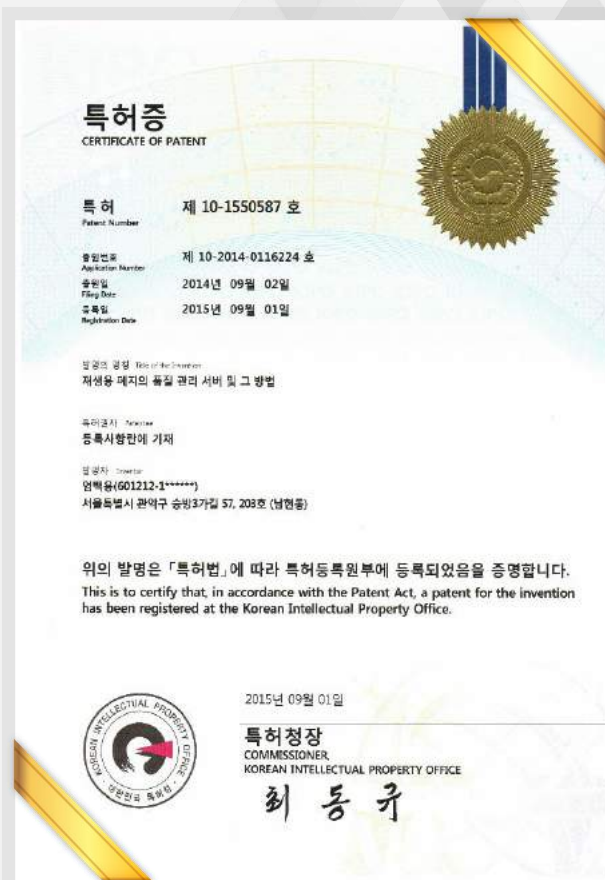 특허증
CERTIFICATE OF PATENT
특 허 제 10-1550587 호
Patent Number
출원번호 제 10-2014-0116224 호
Application Number
출원일 2014년 09월 02일
Filing Date
등록일 2015년 09월 01일
Registration Date
발명의 명칭 Title of the Invention
재생용 폐지의 품질 관리 서버 및 그 방법
특허권자 Patentee
등록사항란에 기재
발명자 Inventor
엄백용(601212-1******)
서울특별시 관악구 승방3가길 57, 203호 (남현동)
위의 발명은 「특허법」에 따라 특허등록원부에 등록되었음을 증명합니다.
This is to certify that, in accordance with the Patent Act, a patent for the invention
has been registered at the Korean Intellectual Property Office.
2015년 09월 01일
특허청장
COMMISSIONER,
KOREAN INTELLECTUAL PROPERTY OFFICE
최동규
KOREAN INTELLECTUAL PROPERTY OFFICE
대한민국 특허청